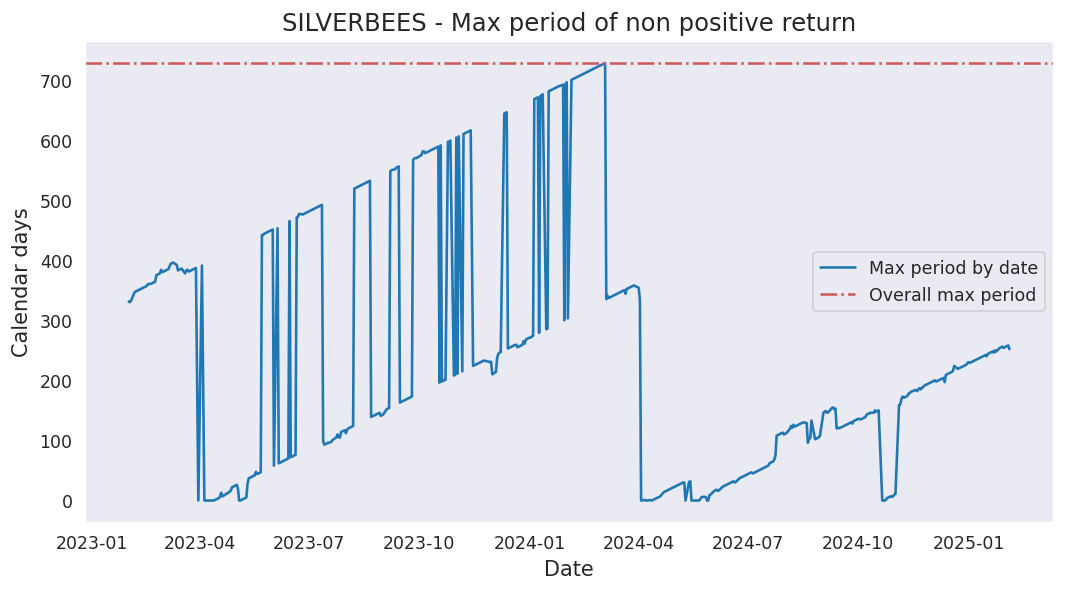 SILVERBEES - Max period of non positive return
Calendar days
700
600
500
400
300
200
100
0
Max period by date
Overall max period
2023-01 2023-04 2023-07 2023-10 2024-01 2024-04 2024-07 2024-10 2025-01
Date